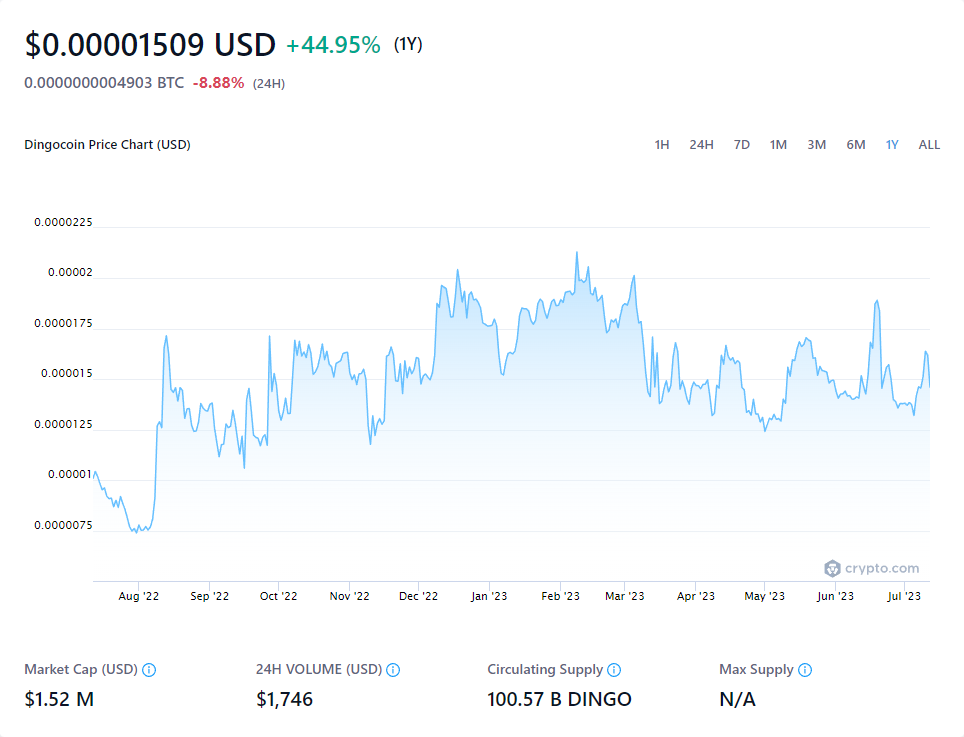 $0.00001509 USD +44.95% (1Y)
0.0000000004903 BTC -8.88% (24H)
Dingocoin Price Chart (USD) 1H 24H 7D 1M 3M 6M 1Y ALL
0.0000225
0.00002
0.0000175
0.000015
0.0000125
0.00001
0.0000075
crypto.com
Aug '22 Sep '22 Oct '22 Nov '22 Dec '22 Jan '23 Feb '23 Mar '23 Apr '23 May '23 Jun '23 Jul '23
Market Cap (USD) 24H VOLUME (USD) Circulating Supply Max Supply
$1.52 M $1,746 100.57 B DINGO N/A